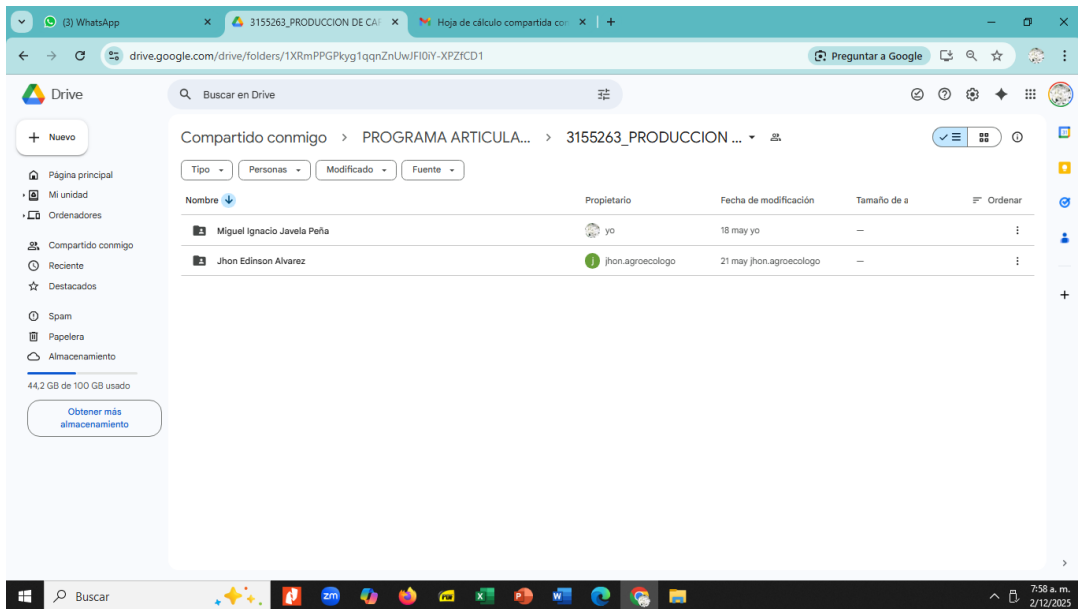 (3) WhatsApp
3155263_PRODUCCION DE CAF
Hoja de cálculo compartida con
drive.google.com/drive/folders/1XRmPPGPkyg1qqnZnUwJFl0iY-XPZfCD1
Preguntar a Google
Drive
Buscar en Drive
Nuevo
Página principal
Mi unidad
Ordenadores
Compartido conmigo
Reciente
Destacados
Spam
Papelera
Almacenamiento
44,2 GB de 100 GB usado
Obtener más
almacenamiento
Compartido conmigo > PROGRAMA ARTICULA... > 3155263_PRODUCCION ...
Tipo Personas Modificado Fuente
Nombre Propietario Fecha de modificación Tamaño de a Ordenar
Miguel Ignacio Javela Peña yo 18 may yo —
Jhon Edinson Alvarez j jhon.agroecologo 21 may jhon.agroecologo —
Buscar
zm
7:58 a. m.
2/12/2025